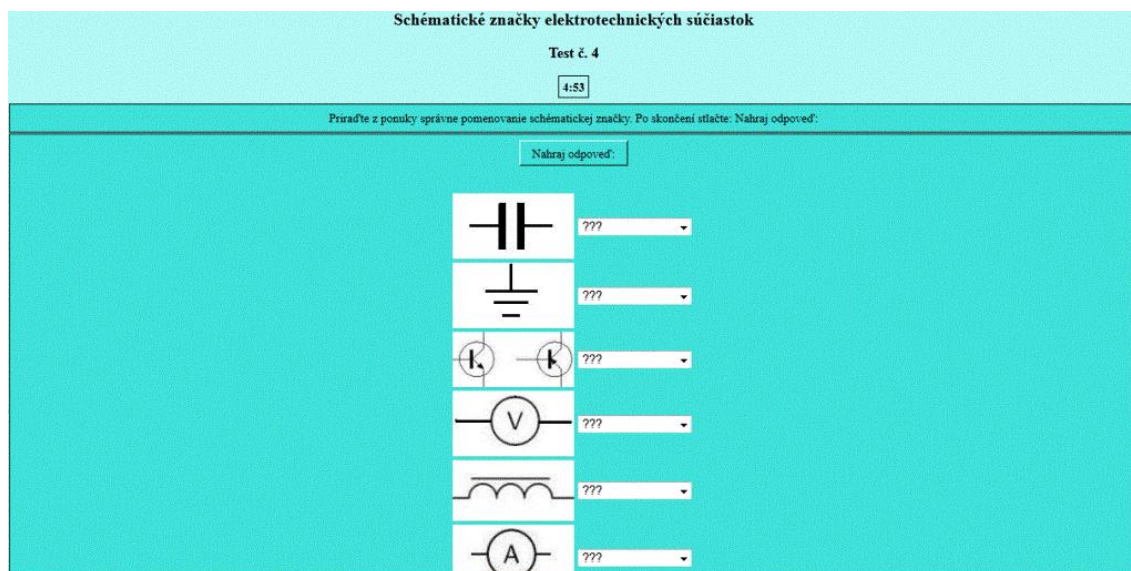 Schématické značky elektrotechnických súčiastok
Test č. 4
4:53
Priraďte z ponuky správne pomenovanie schématickej značky. Po skončení stlačte: Nahraj odpoveď:
Nahraj odpoveď:
???
???
???
V ???
???
A ???